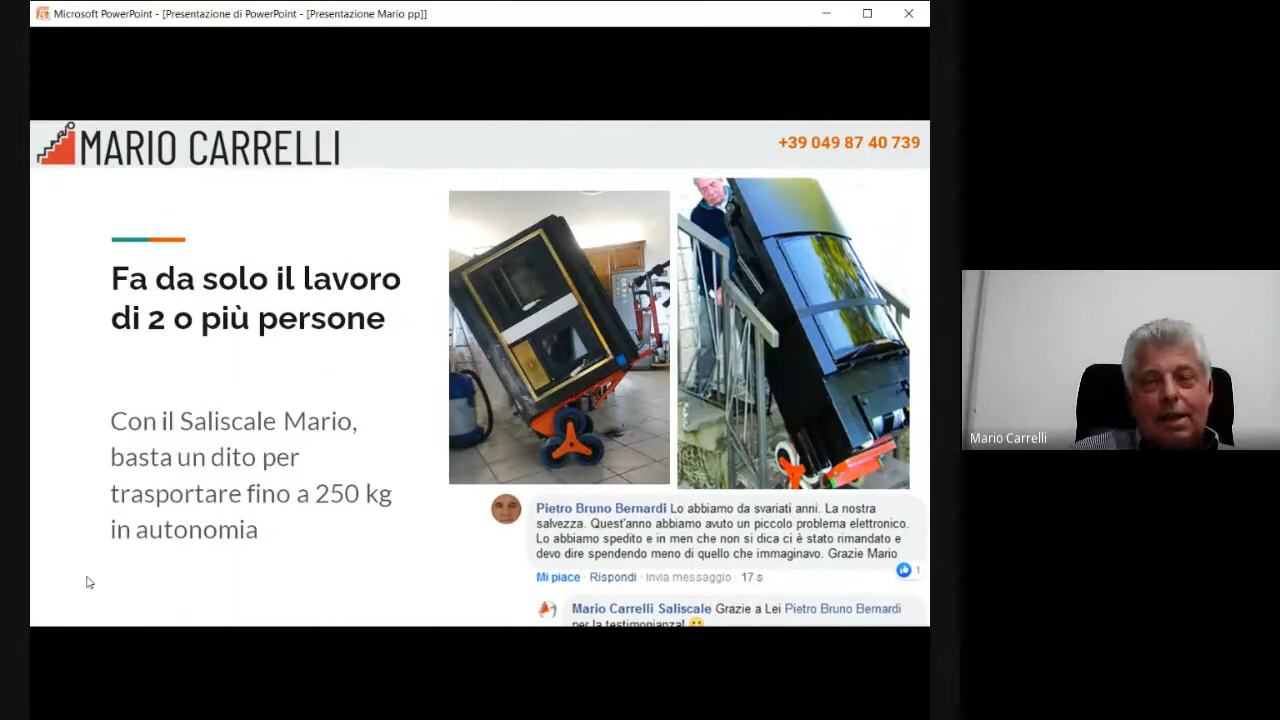 Microsoft PowerPoint - [Presentazione di PowerPoint - [Presentazione Mario pp]]
MARIO CARRELLI
+39 049 87 40 739
Fa da solo il lavoro
di 2 o più persone
Con il Saliscale Mario,
basta un dito per
trasportare fino a 250 kg
in autonomia
Pietro Bruno Bernardi Lo abbiamo da svariati anni. La nostra
salvezza. Quest'anno abbiamo avuto un piccolo problema elettronico.
Lo abbiamo spedito e in men che non si dica ci è stato rimandato e
devo dire spendendo meno di quello che immaginavo. Grazie Mario
1
Mi piace · Rispondi · Invia messaggio · 17 s
Mario Carrelli Saliscale Grazie a Lei Pietro Bruno Bernardi
per la testimonianza! 🙂
Mario Carrelli